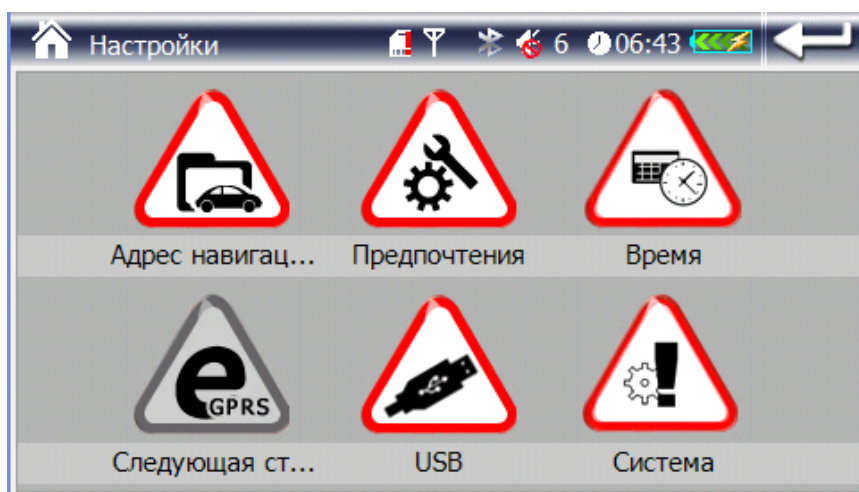 Настройки 6 06:43
Адрес навигац... Предпочтения Время
e GPRS
Следующая ст... USB Система